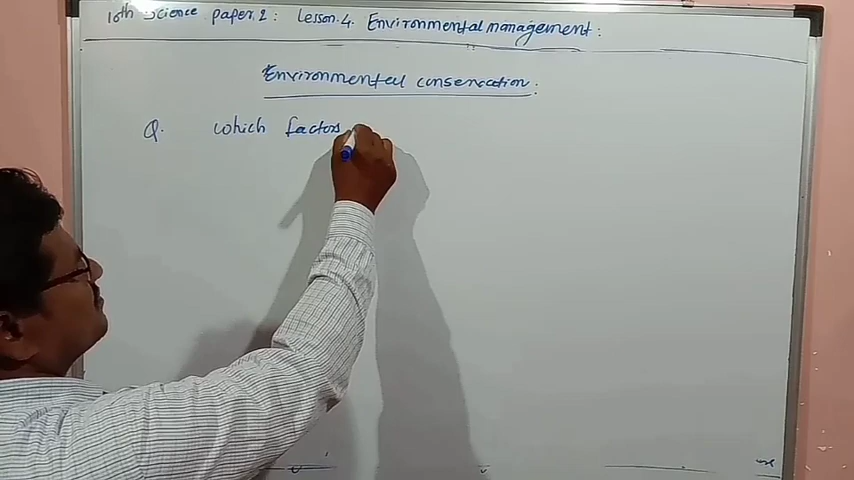 10th Science paper 2 : Lesson 4. Environmental management :
Environmental conservation :
Q. which factors